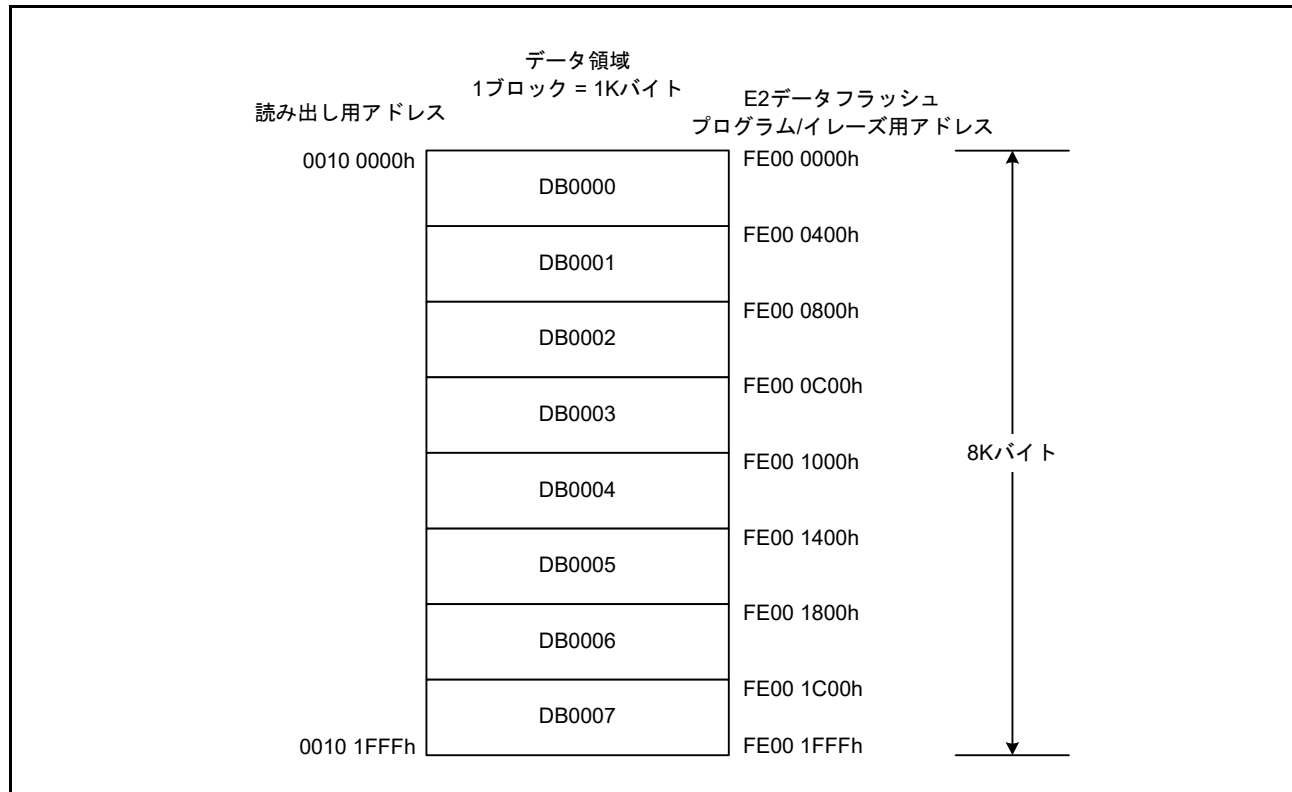 データ領域
1ブロック = 1Kバイト
読み出し用アドレス
E2データフラッシュ
プログラム/イレーズ用アドレス
0010 0000h
FE00 0000h
DB0000
FE00 0400h
DB0001
FE00 0800h
DB0002
FE00 0C00h
DB0003
FE00 1000h
8Kバイト
DB0004
FE00 1400h
DB0005
FE00 1800h
DB0006
FE00 1C00h
DB0007
0010 1FFFh
FE00 1FFFh